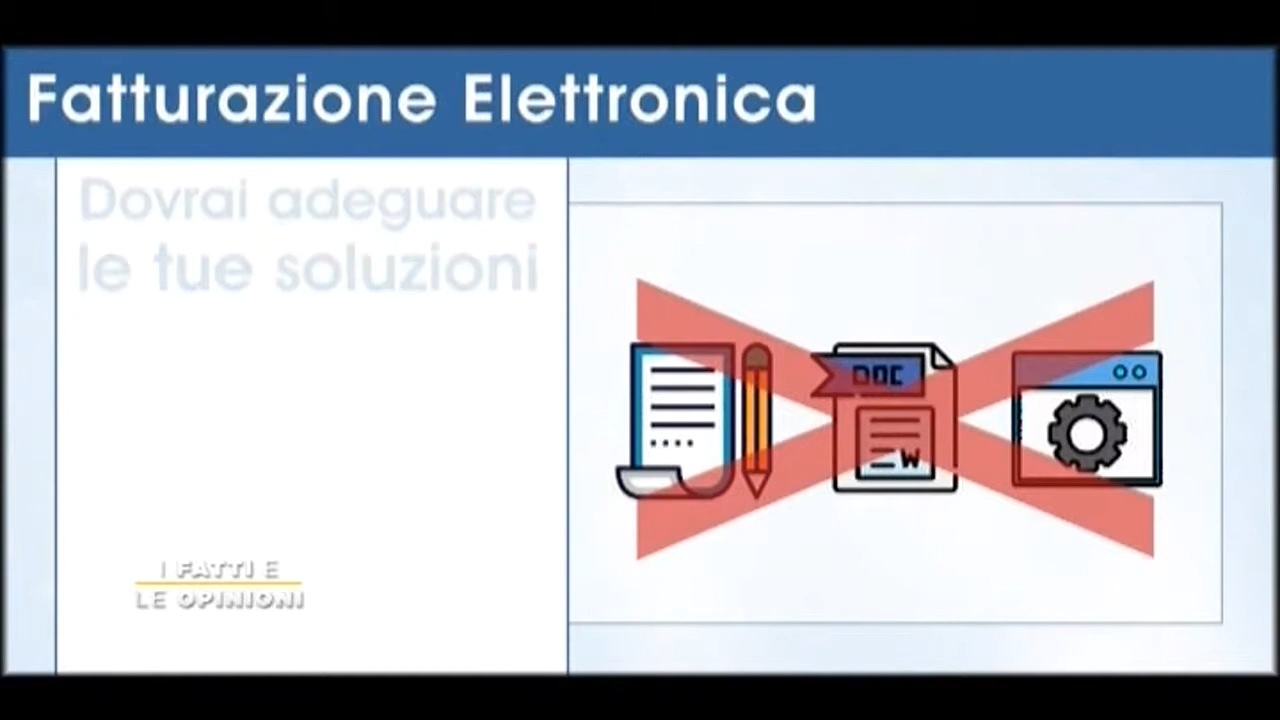 Fatturazione Elettronica
Dovrai adeguare
le tue soluzioni
DOC
W
I FATTI E
LE OPINIONI